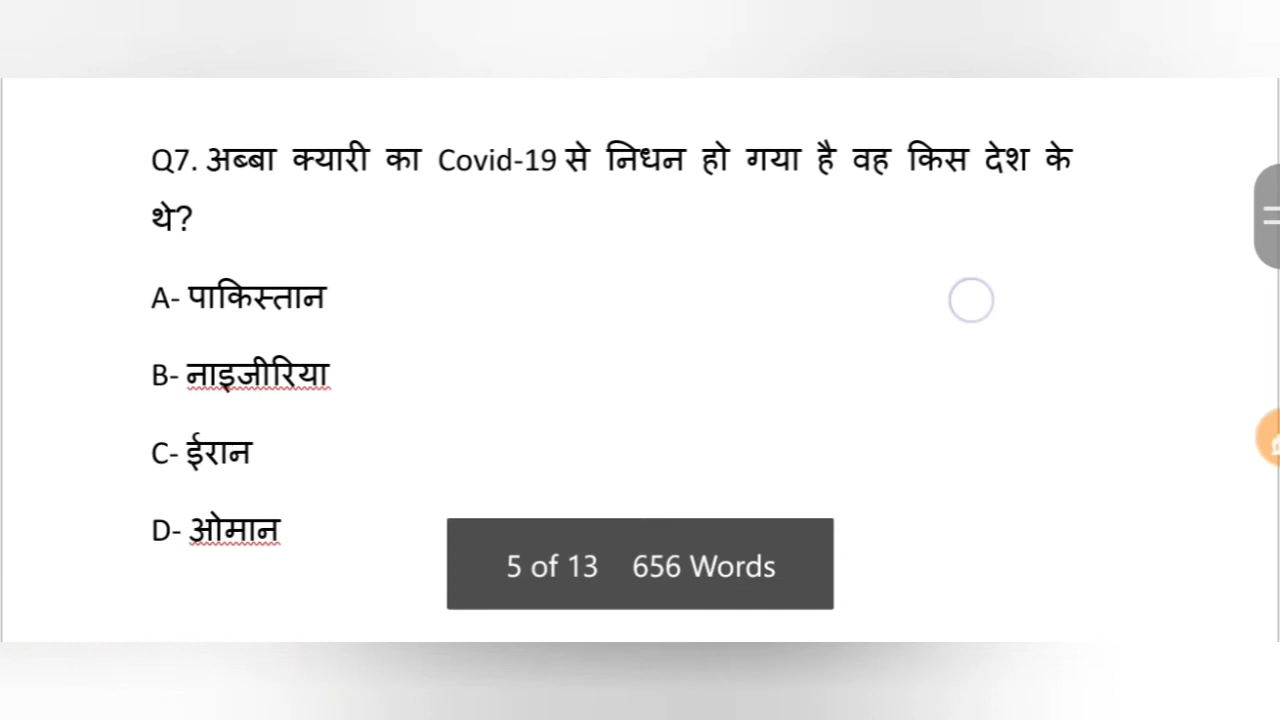 Q7. अब्बा क्यारी का Covid-19 से निधन हो गया है वह किस देश के
थे?
A- पाकिस्तान
B- नाइजीरिया
C- ईरान
D- ओमान
5 of 13 656 Words